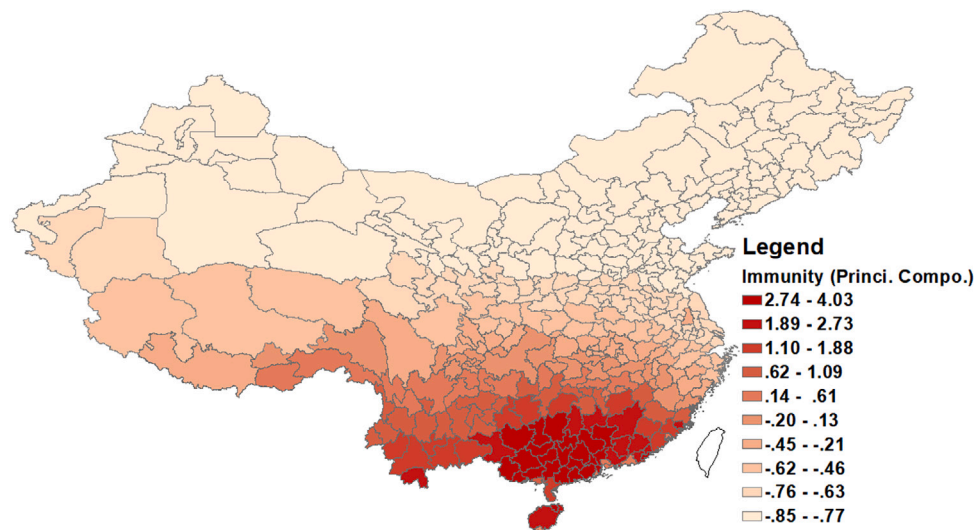 Legend
Immunity (Princi. Compo.)
2.74 - 4.03
1.89 - 2.73
1.10 - 1.88
.62 - 1.09
.14 - .61
-.20 - .13
-.45 - -.21
-.62 - -.46
-.76 - -.63
-.85 - -.77